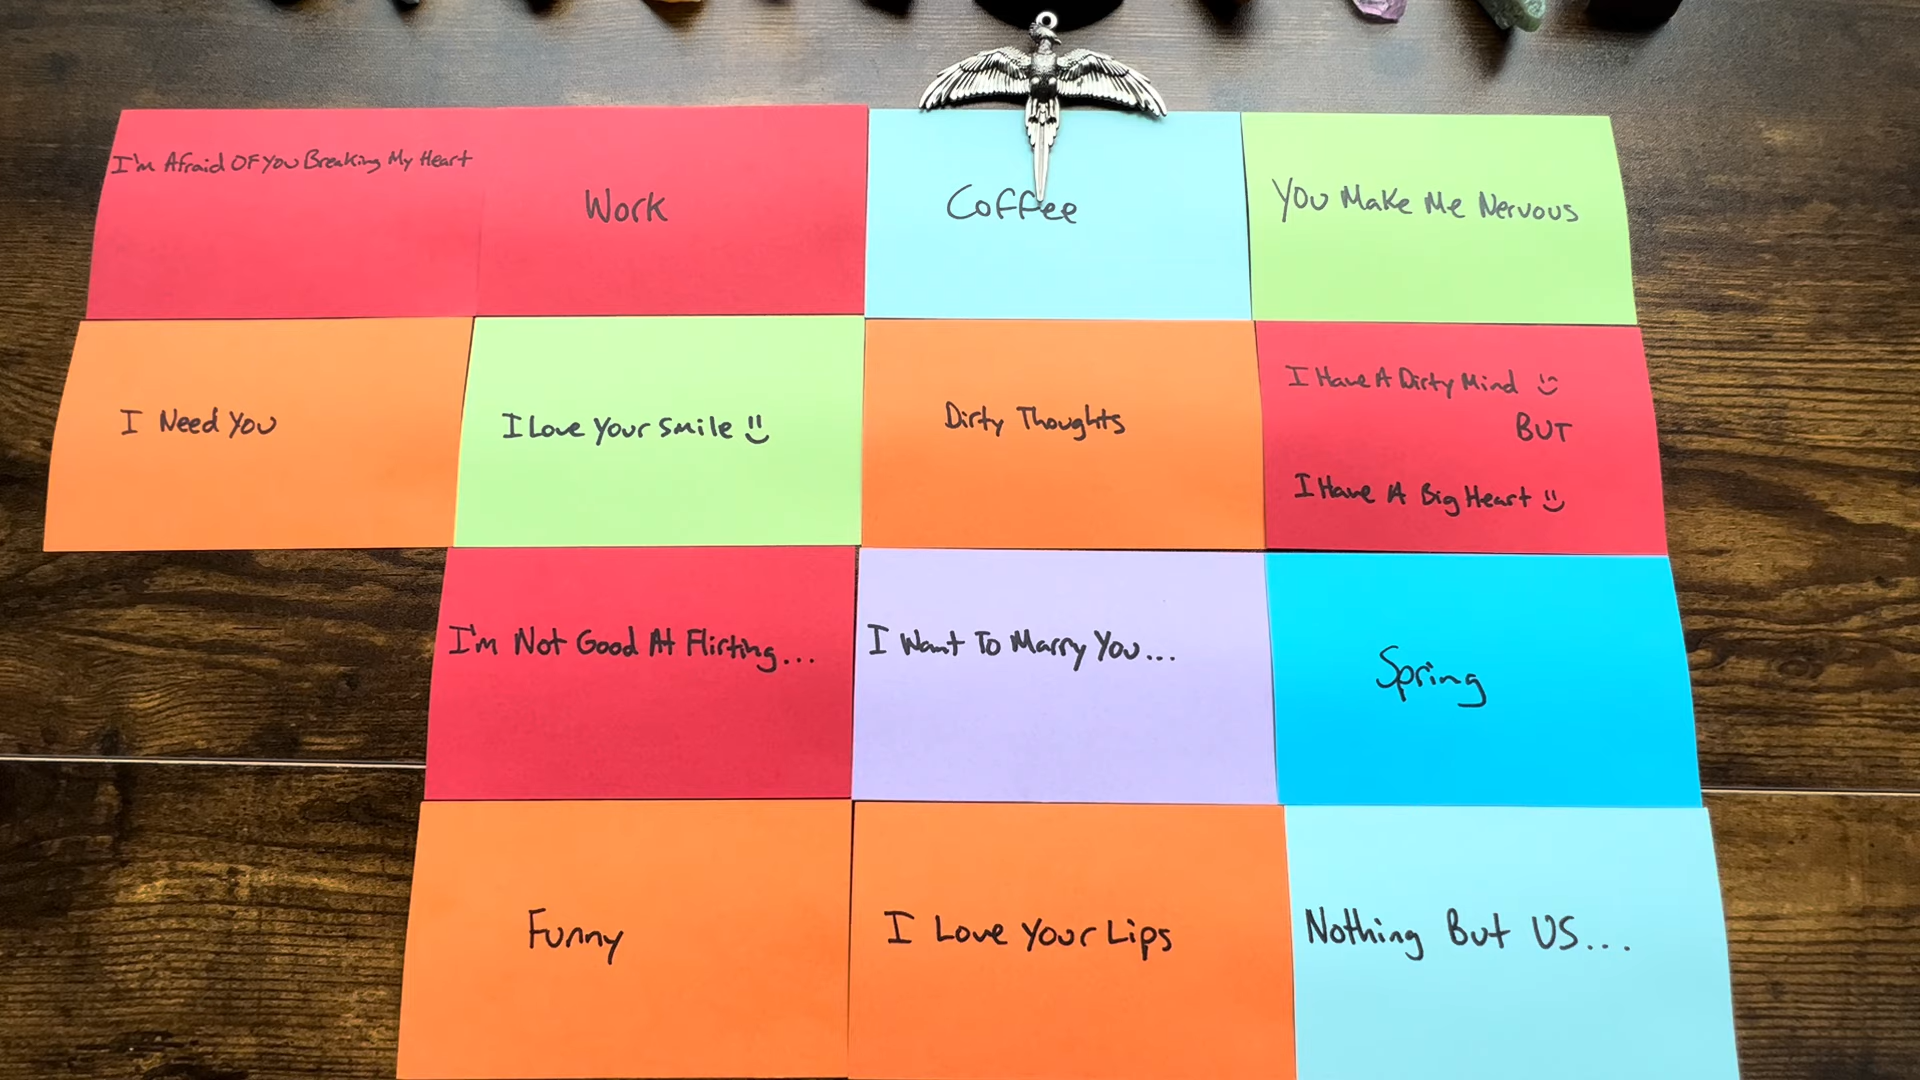 I'm Afraid Of You Breaking My Heart
Work
Coffee
You Make Me Nervous
I Need You
I Love Your Smile
Dirty Thoughts
I Have A Dirty Mind
BUT
I Have A Big Heart
I'm Not Good At Flirting...
I Want To Marry You...
Spring
Funny
I Love Your Lips
Nothing But US...